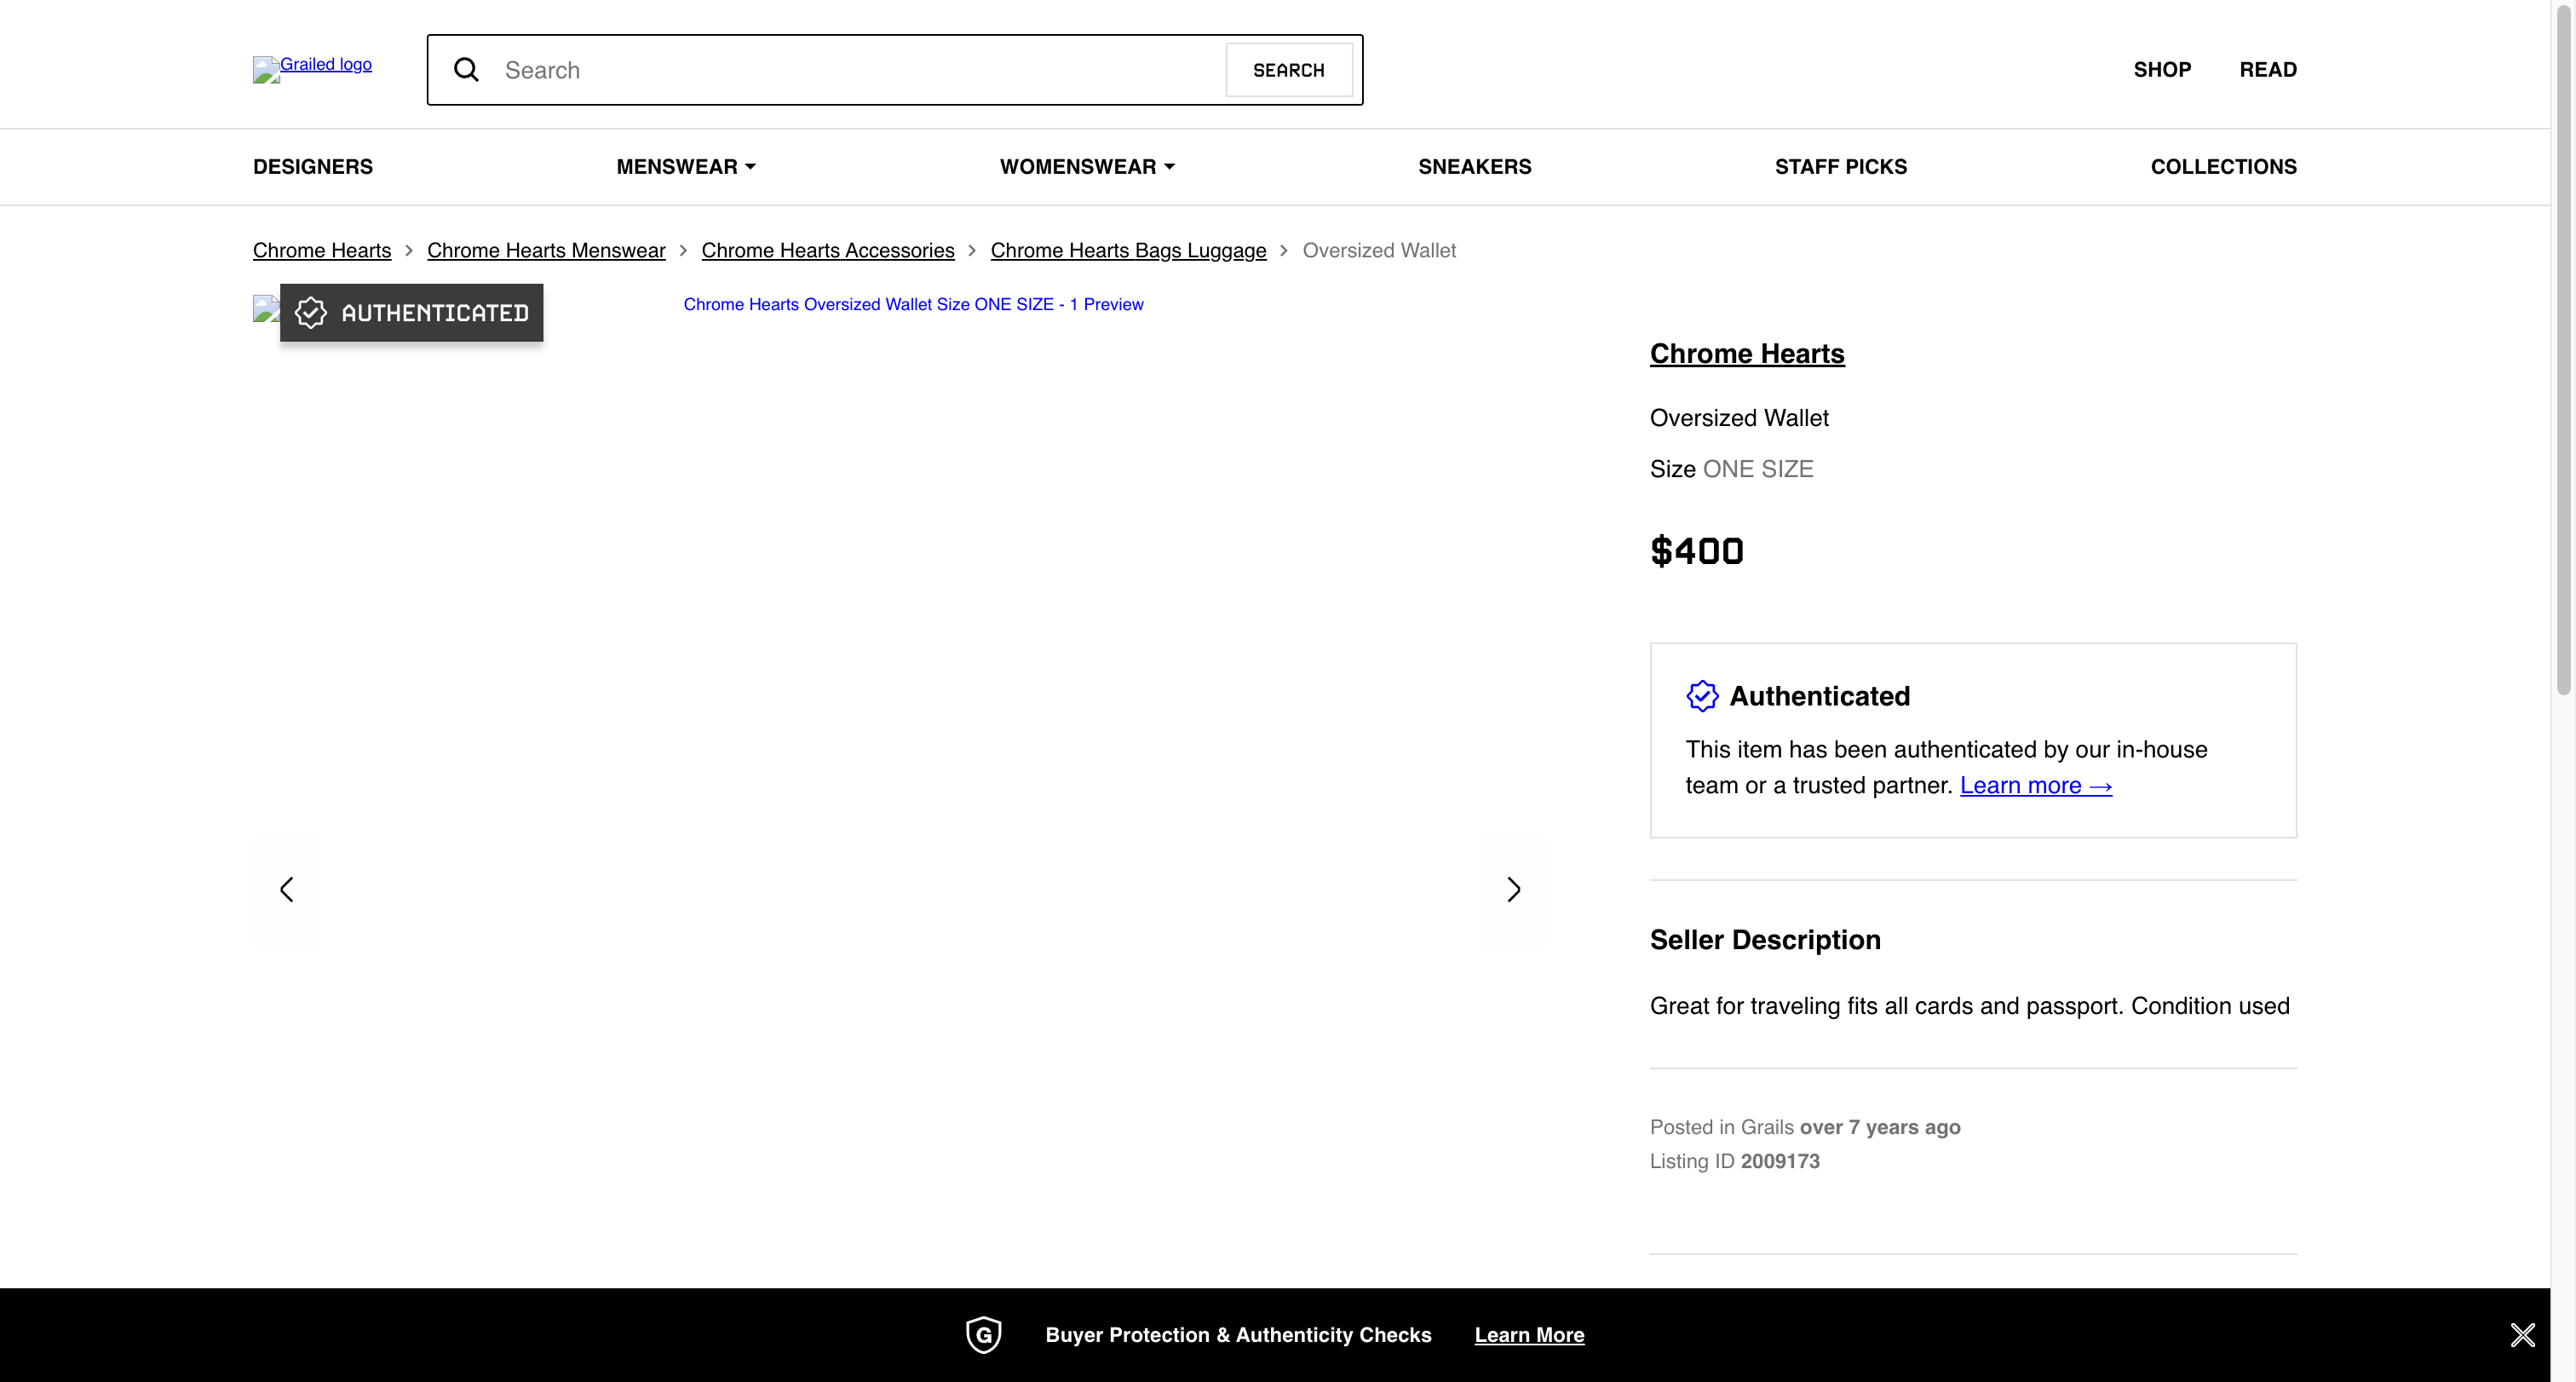 Grailed logo
Search
SEARCH
SHOP
READ
DESIGNERS
MENSWEAR
WOMENSWEAR
SNEAKERS
STAFF PICKS
COLLECTIONS
Chrome Hearts > Chrome Hearts Menswear > Chrome Hearts Accessories > Chrome Hearts Bags Luggage > Oversized Wallet
AUTHENTICATED
Chrome Hearts Oversized Wallet Size ONE SIZE - 1 Preview
Chrome Hearts
Oversized Wallet
Size ONE SIZE
$400
Authenticated
This item has been authenticated by our in-house
team or a trusted partner. Learn more →
Seller Description
Great for traveling fits all cards and passport. Condition used
Posted in Grails over 7 years ago
Listing ID 2009173
G
Buyer Protection & Authenticity Checks
Learn More